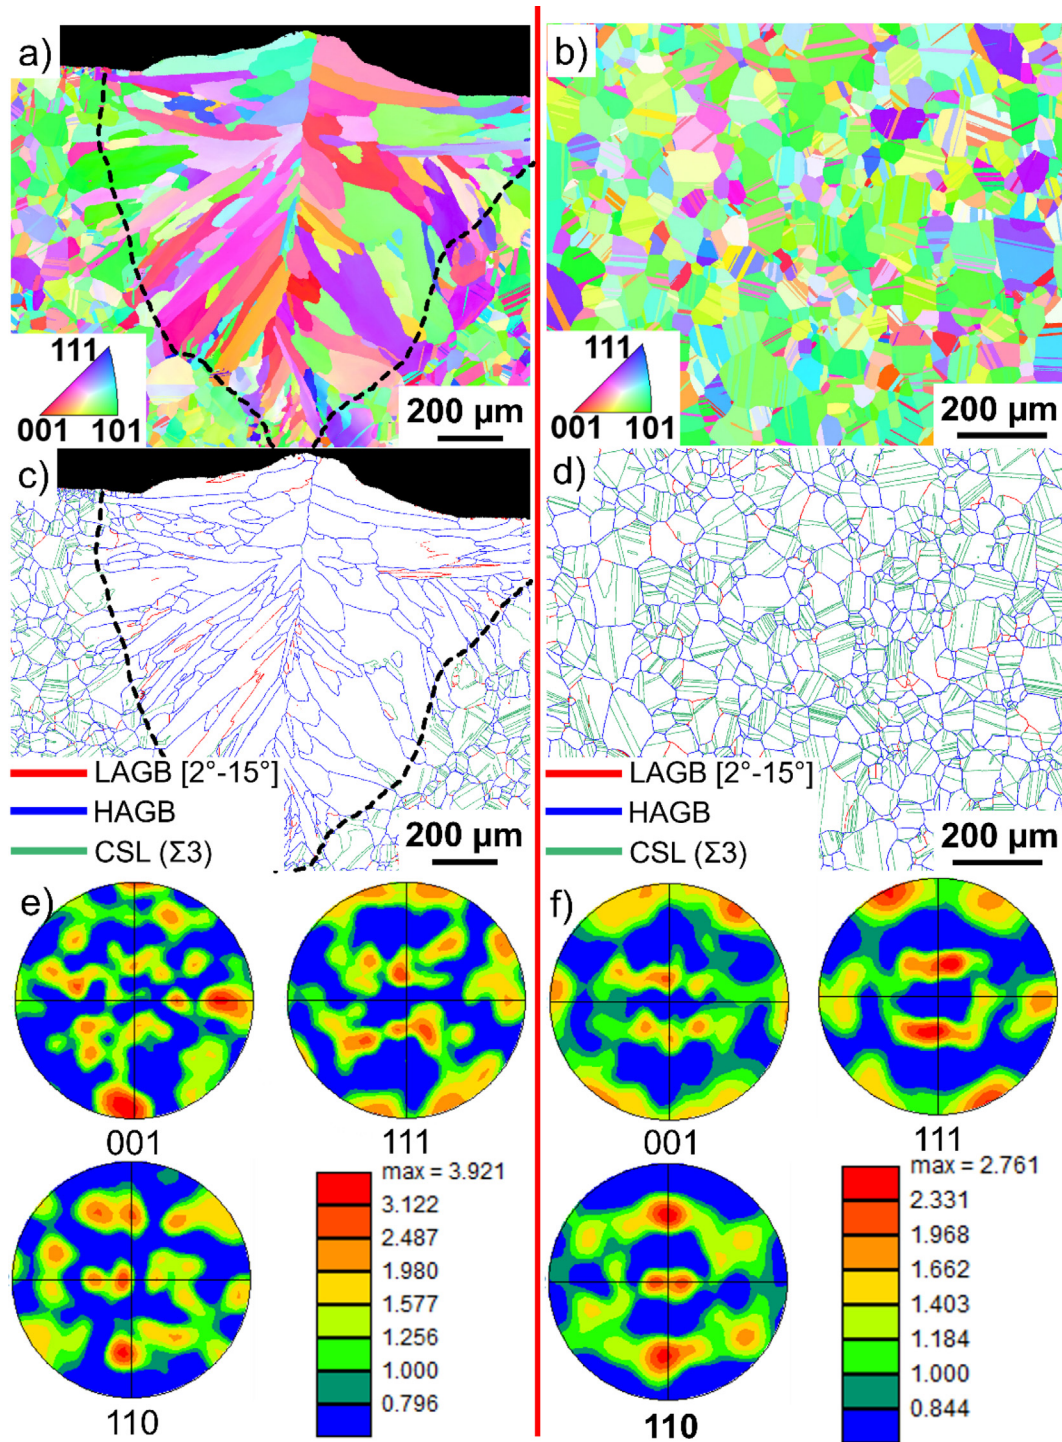 a)
111
001 101
200 µm
b)
111
001 101
200 µm
c)
LAGB [2°-15°]
HAGB
CSL (Σ3)
200 µm
d)
LAGB [2°-15°]
HAGB
CSL (Σ3)
200 µm
e)
001
111
110
max = 3.921
3.122
2.487
1.980
1.577
1.256
1.000
0.796
f)
001
111
110
max = 2.761
2.331
1.968
1.662
1.403
1.184
1.000
0.844